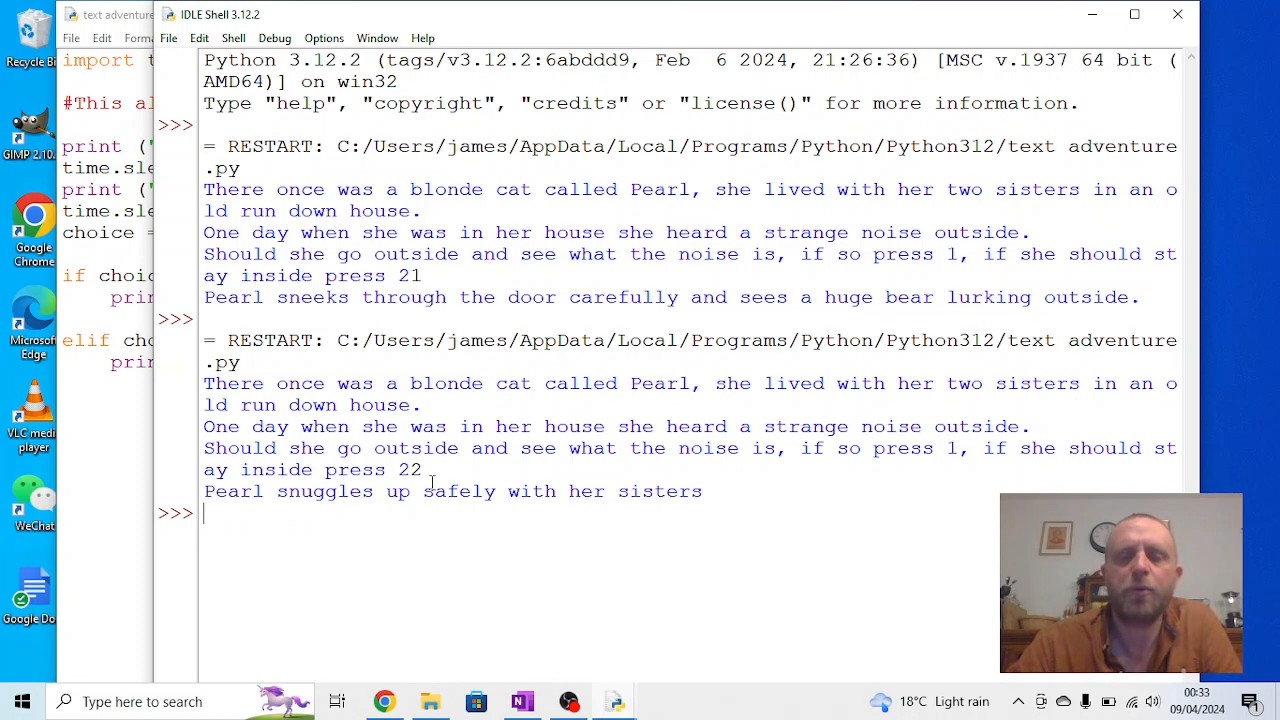 Recycle Bi
GIMP 2.10.
Google
Chrome
Microsoft
Edge
VLC medi
player
WeChat
Google Do
text adventure
File Edit Forma
import t
#This al
print ("
time.sle
print ("
time.sle
choice =
if choic
prin
elif cho
prin
IDLE Shell 3.12.2
File Edit Shell Debug Options Window Help
Python 3.12.2 (tags/v3.12.2:6abddd9, Feb 6 2024, 21:26:36) [MSC v.1937 64 bit (
AMD64)] on win32
Type "help", "copyright", "credits" or "license()" for more information.
>>>
= RESTART: C:/Users/james/AppData/Local/Programs/Python/Python312/text adventure
.py
There once was a blonde cat called Pearl, she lived with her two sisters in an o
ld run down house.
One day when she was in her house she heard a strange noise outside.
Should she go outside and see what the noise is, if so press 1, if she should st
ay inside press 21
Pearl sneeks through the door carefully and sees a huge bear lurking outside.
>>>
= RESTART: C:/Users/james/AppData/Local/Programs/Python/Python312/text adventure
.py
There once was a blonde cat called Pearl, she lived with her two sisters in an o
ld run down house.
One day when she was in her house she heard a strange noise outside.
Should she go outside and see what the noise is, if so press 1, if she should st
ay inside press 22
Pearl snuggles up safely with her sisters
>>>
Type here to search
18°C Light rain
00:33
09/04/2024
1